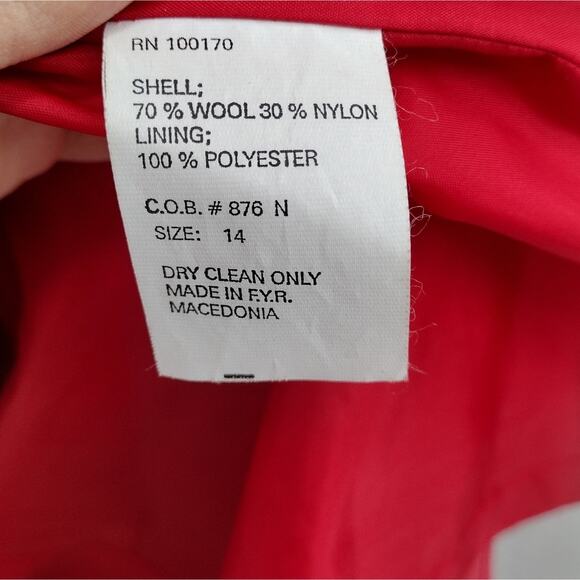 RN 100170
SHELL;
70 % WOOL 30 % NYLON
LINING;
100 % POLYESTER
C.O.B. # 876 N
SIZE: 14
DRY CLEAN ONLY
MADE IN F.Y.R.
MACEDONIA